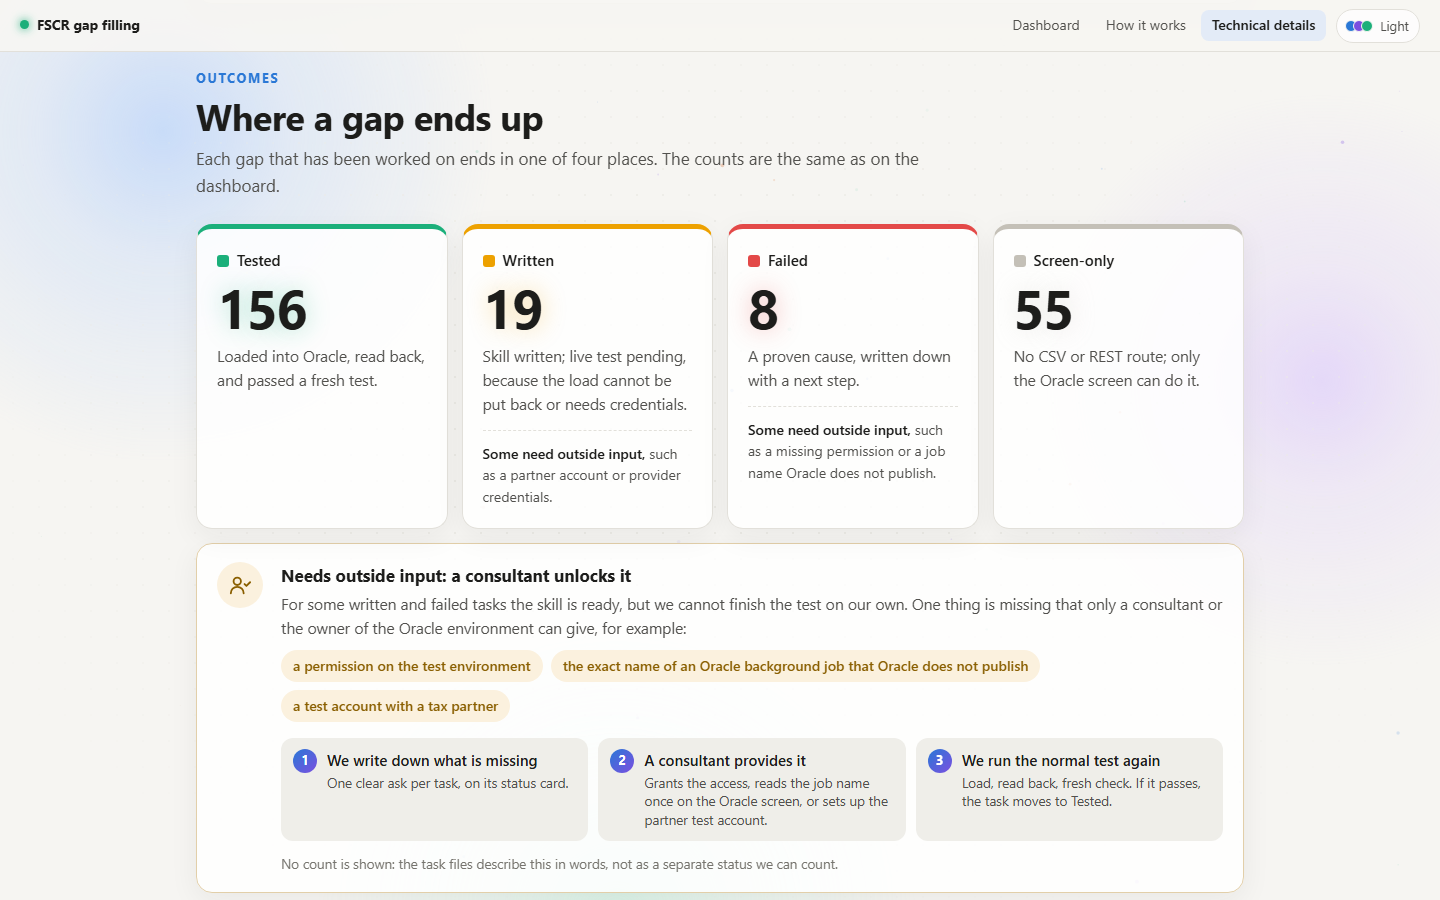 FSCR gap filling
Dashboard
How it works
Technical details
Light
OUTCOMES
Where a gap ends up
Each gap that has been worked on ends in one of four places. The counts are the same as on the
dashboard.
Tested
156
Loaded into Oracle, read back,
and passed a fresh test.
Written
19
Skill written; live test pending,
because the load cannot be
put back or needs credentials.
Some need outside input, such
as a partner account or provider
credentials.
Failed
8
A proven cause, written down
with a next step.
Some need outside input, such
as a missing permission or a job
name Oracle does not publish.
Screen-only
55
No CSV or REST route; only
the Oracle screen can do it.
Needs outside input: a consultant unlocks it
For some written and failed tasks the skill is ready, but we cannot finish the test on our own. One thing is missing that only a consultant or
the owner of the Oracle environment can give, for example:
a permission on the test environment
the exact name of an Oracle background job that Oracle does not publish
a test account with a tax partner
1
We write down what is missing
One clear ask per task, on its status card.
2
A consultant provides it
Grants the access, reads the job name
once on the Oracle screen, or sets up the
partner test account.
3
We run the normal test again
Load, read back, fresh check. If it passes,
the task moves to Tested.
No count is shown: the task files describe this in words, not as a separate status we can count.